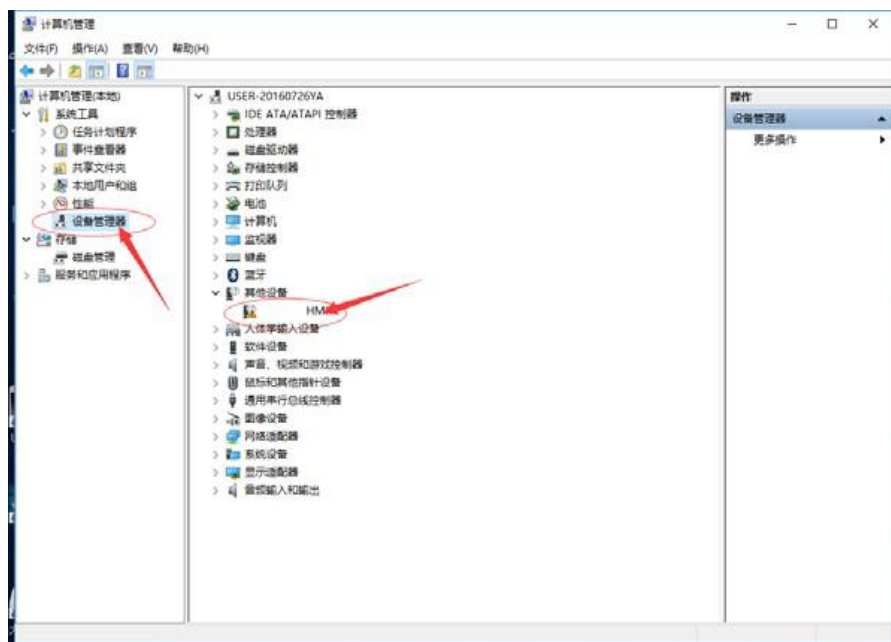 计算机管理
文件(F) 操作(A) 查看(V) 帮助(H)
计算机管理(本地)
系统工具
任务计划程序
事件查看器
共享文件夹
本地用户和组
性能
设备管理器
存储
磁盘管理
服务和应用程序
USER-20160726YA
IDE ATA/ATAPI 控制器
处理器
磁盘驱动器
存储控制器
打印队列
电池
计算机
监视器
键盘
蓝牙
其他设备
人体学输入设备
软件设备
声音、视频和游戏控制器
鼠标和其他指针设备
通用串行总线控制器
图像设备
网络适配器
系统设备
显示适配器
音频输入和输出
操作
设备管理器
更多操作